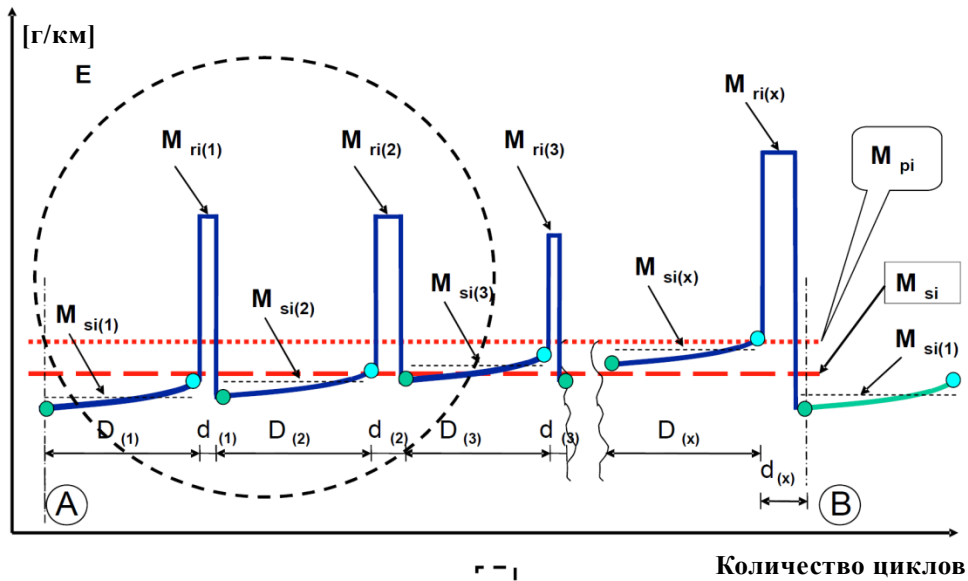 [г/км]
E
M ri(1)
M ri(2)
M ri(3)
M ri(x)
M pi
M si
M si(1)
M si(2)
M si(3)
M si(x)
M si(1)
D (1)
d (1)
D (2)
d (2)
D (3)
d (3)
D (x)
d (x)
A
B
Количество циклов